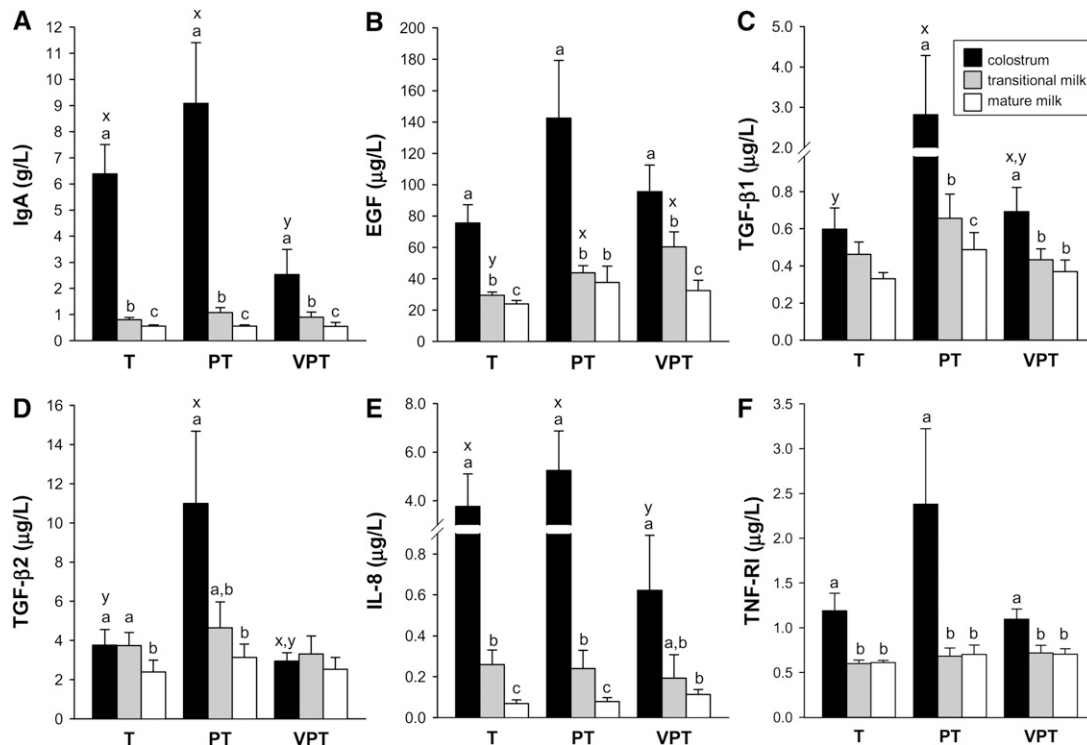 A
IgA (g/L)
12
11
10
9
8
7
6
5
4
3
2
1
0
x
a
b
c
x
a
b
c
y
a
b
c
T PT VPT
B
EGF (μg/L)
200
180
160
140
120
100
80
60
40
20
0
a
y
b
c
a
x
b
b
a
x
b
c
T PT VPT
C
TGF-β1 (μg/L)
5.0
4.0
3.0
2.0
0.8
0.6
0.4
0.2
0.0
y
x
a
b
c
x,y
a
b
b
colostrum
transitional milk
mature milk
T PT VPT
D
TGF-β2 (μg/L)
16
14
12
10
8
6
4
2
0
y
a
a
b
x
a
a,b
b
x,y
T PT VPT
E
IL-8 (μg/L)
8.0
6.0
4.0
0.8
0.6
0.4
0.2
0.0
x
a
b
c
x
a
b
c
y
a
a,b
b
T PT VPT
F
TNF-RI (μg/L)
3.5
3.0
2.5
2.0
1.5
1.0
0.5
0.0
a
b b
a
b b
a
b b
T PT VPT